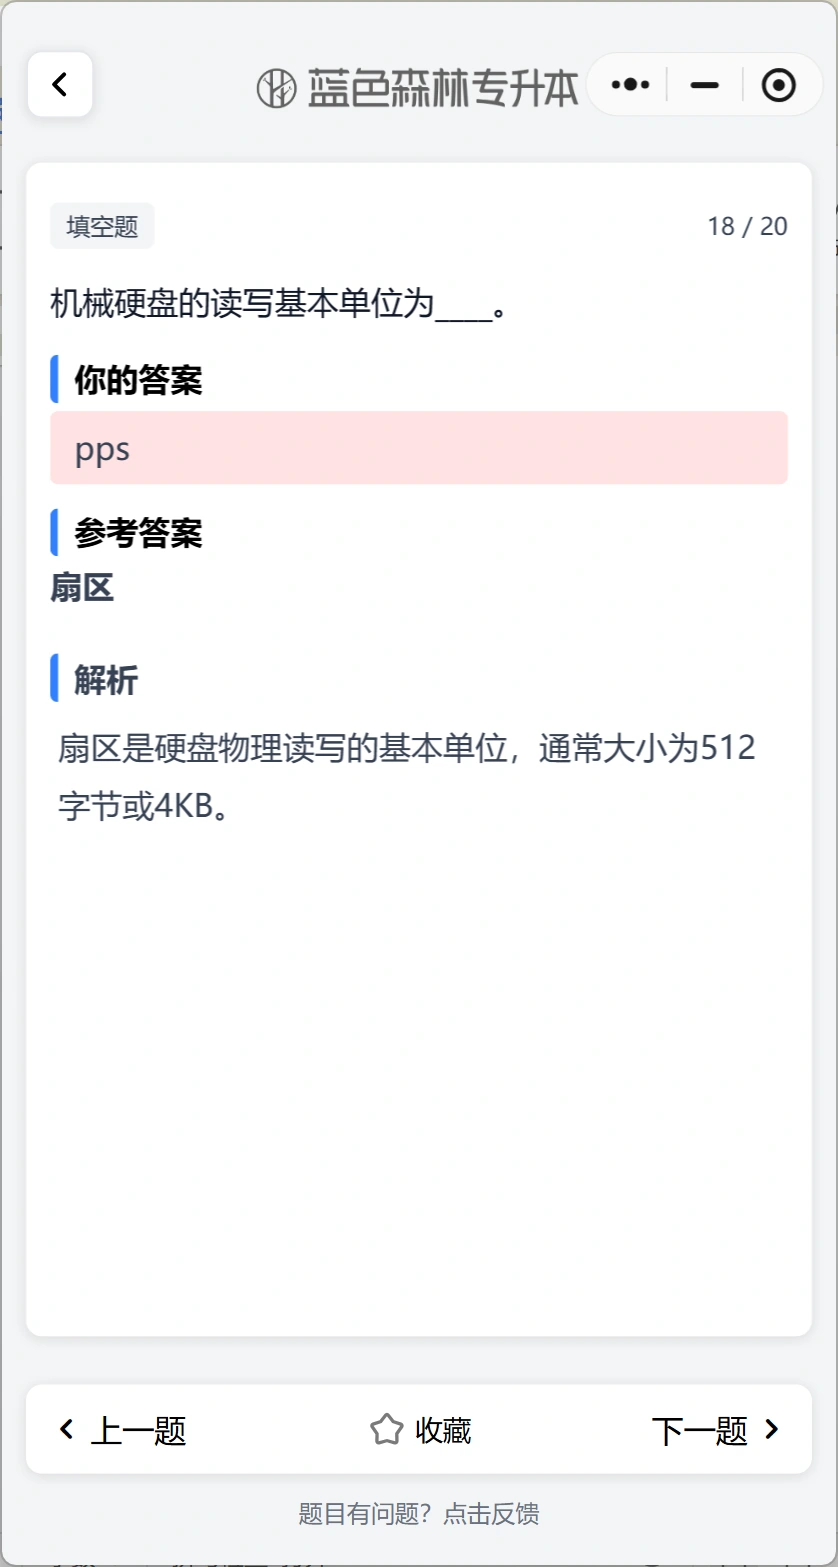 蓝色森林专升本
填空题
18 / 20
机械硬盘的读写基本单位为____。
你的答案
pps
参考答案
扇区
解析
扇区是硬盘物理读写的基本单位，通常大小为512
字节或4KB。
上一题
收藏
下一题
题目有问题？点击反馈